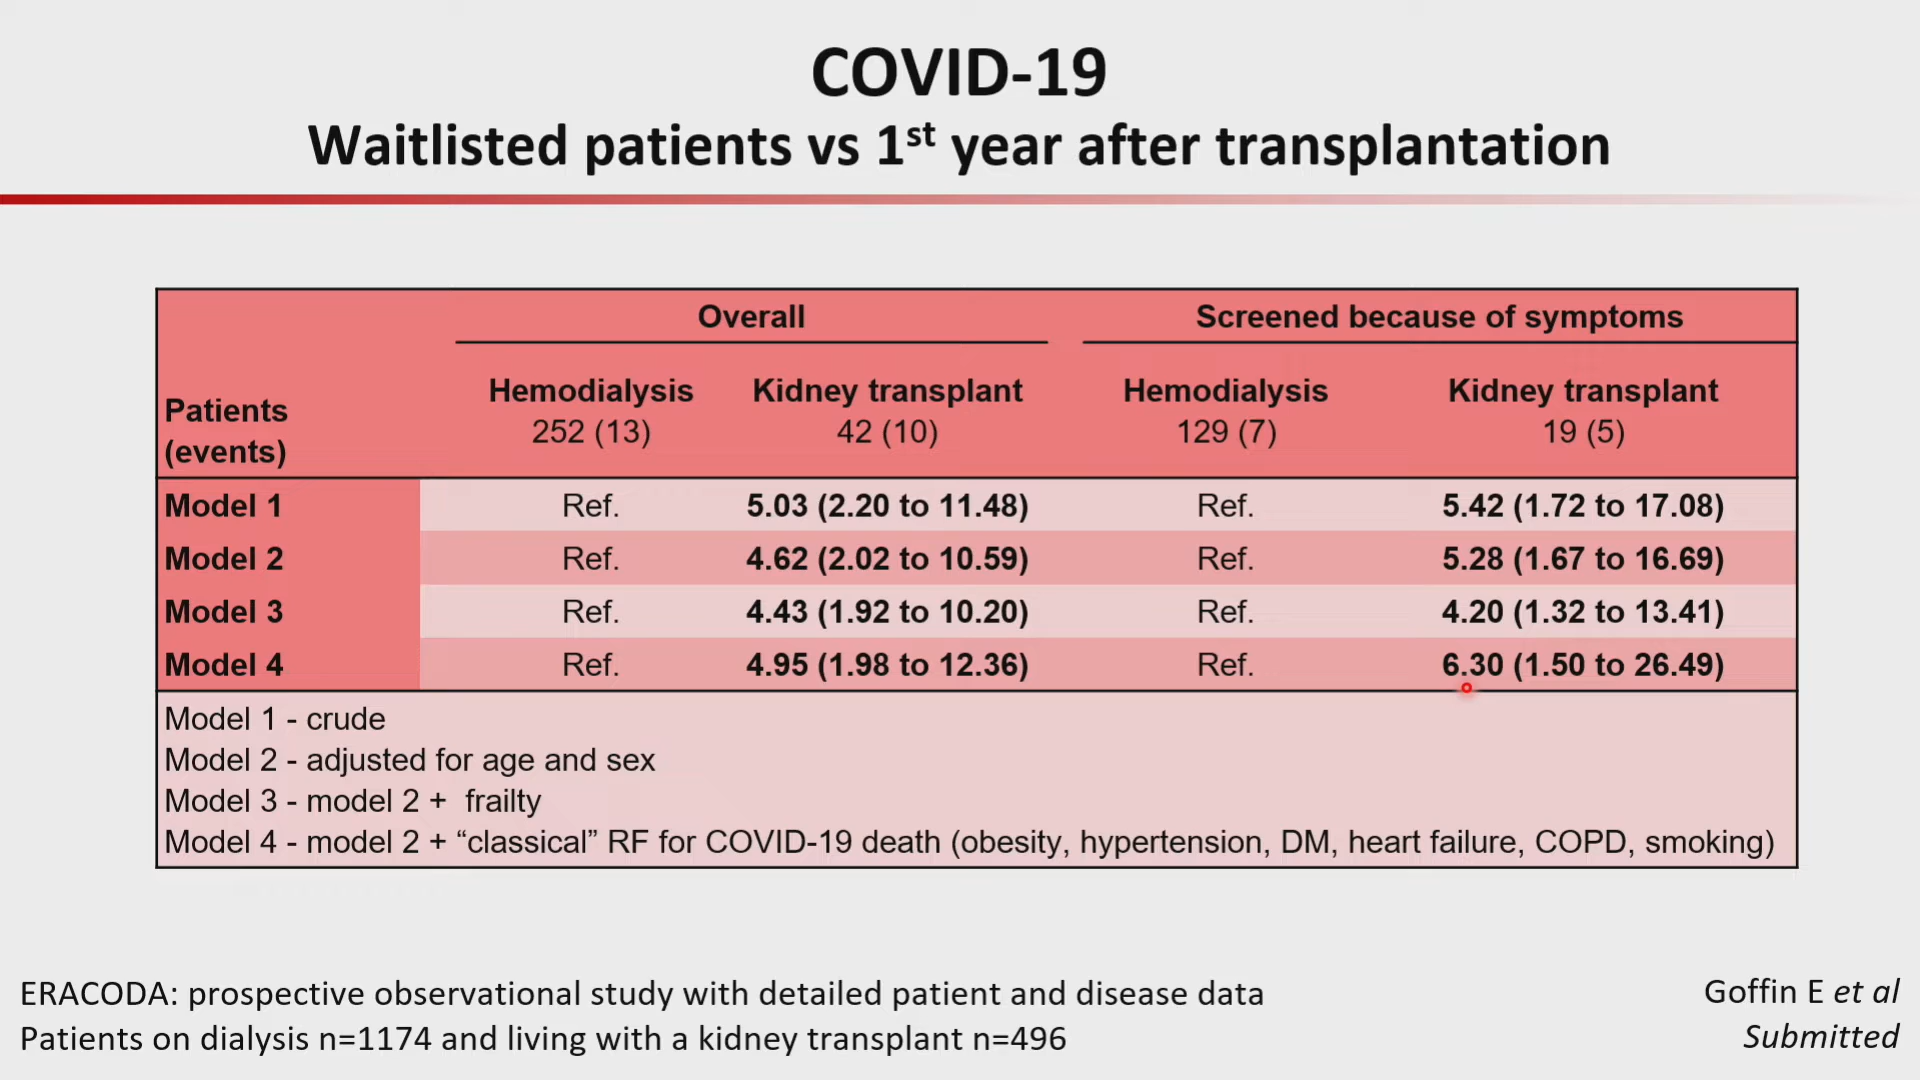 COVID-19
Waitlisted patients vs 1st year after transplantation
Overall Screened because of symptoms
Patients (events) Hemodialysis 252 (13) Kidney transplant 42 (10) Hemodialysis 129 (7) Kidney transplant 19 (5)
Model 1 Ref. 5.03 (2.20 to 11.48) Ref. 5.42 (1.72 to 17.08)
Model 2 Ref. 4.62 (2.02 to 10.59) Ref. 5.28 (1.67 to 16.69)
Model 3 Ref. 4.43 (1.92 to 10.20) Ref. 4.20 (1.32 to 13.41)
Model 4 Ref. 4.95 (1.98 to 12.36) Ref. 6.30 (1.50 to 26.49)
Model 1 - crude
Model 2 - adjusted for age and sex
Model 3 - model 2 + frailty
Model 4 - model 2 + “classical” RF for COVID-19 death (obesity, hypertension, DM, heart failure, COPD, smoking)
ERACODA: prospective observational study with detailed patient and disease data
Patients on dialysis n=1174 and living with a kidney transplant n=496
Goffin E et al
Submitted